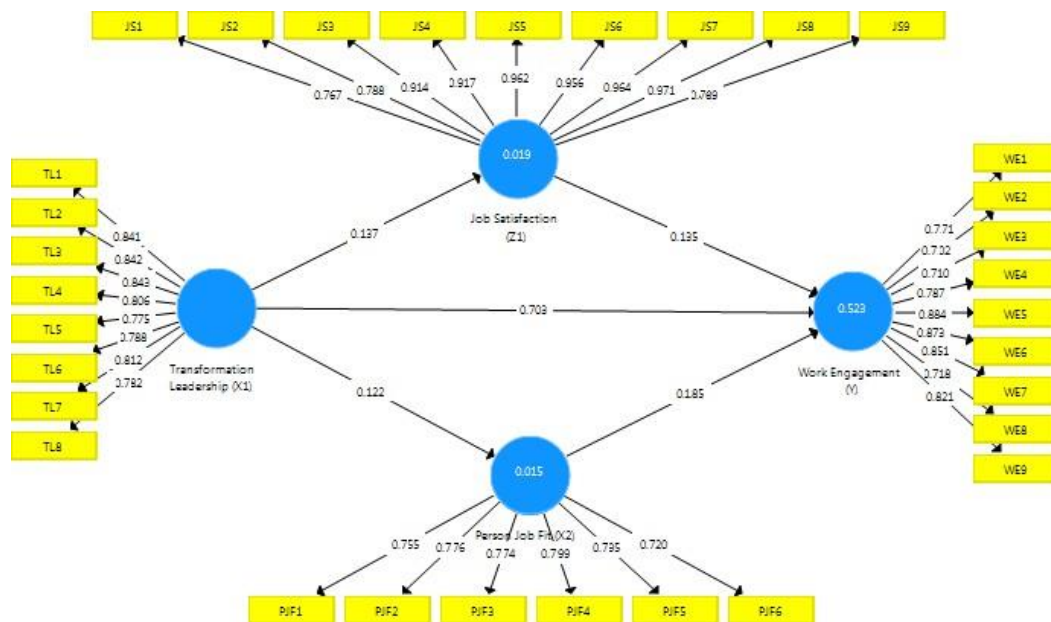 JS1 JS2 JS3 JS4 JS5 JS6 JS7 JS8 JS9
0.767 0.788 0.914 0.917 0.962 0.956 0.964 0.971 0.789
0.019
Job Satisfaction
(Z1)
TL1
TL2
TL3
TL4
TL5
TL6
TL7
TL8
0.841
0.842
0.843
0.806
0.775
0.788
0.812
0.782
Transformation
Leadership (X1)
0.137
0.135
0.703
0.122
0.185
0.523
Work Engagement
(Y)
0.771
0.710
0.787
0.884
0.873
0.851
0.718
0.821
WE1
WE2
WE3
WE4
WE5
WE6
WE7
WE8
WE9
0.015
Person Job Fit (X2)
0.755 0.776 0.774 0.799 0.735 0.720
PJF1 PJF2 PJF3 PJF4 PJF5 PJF6